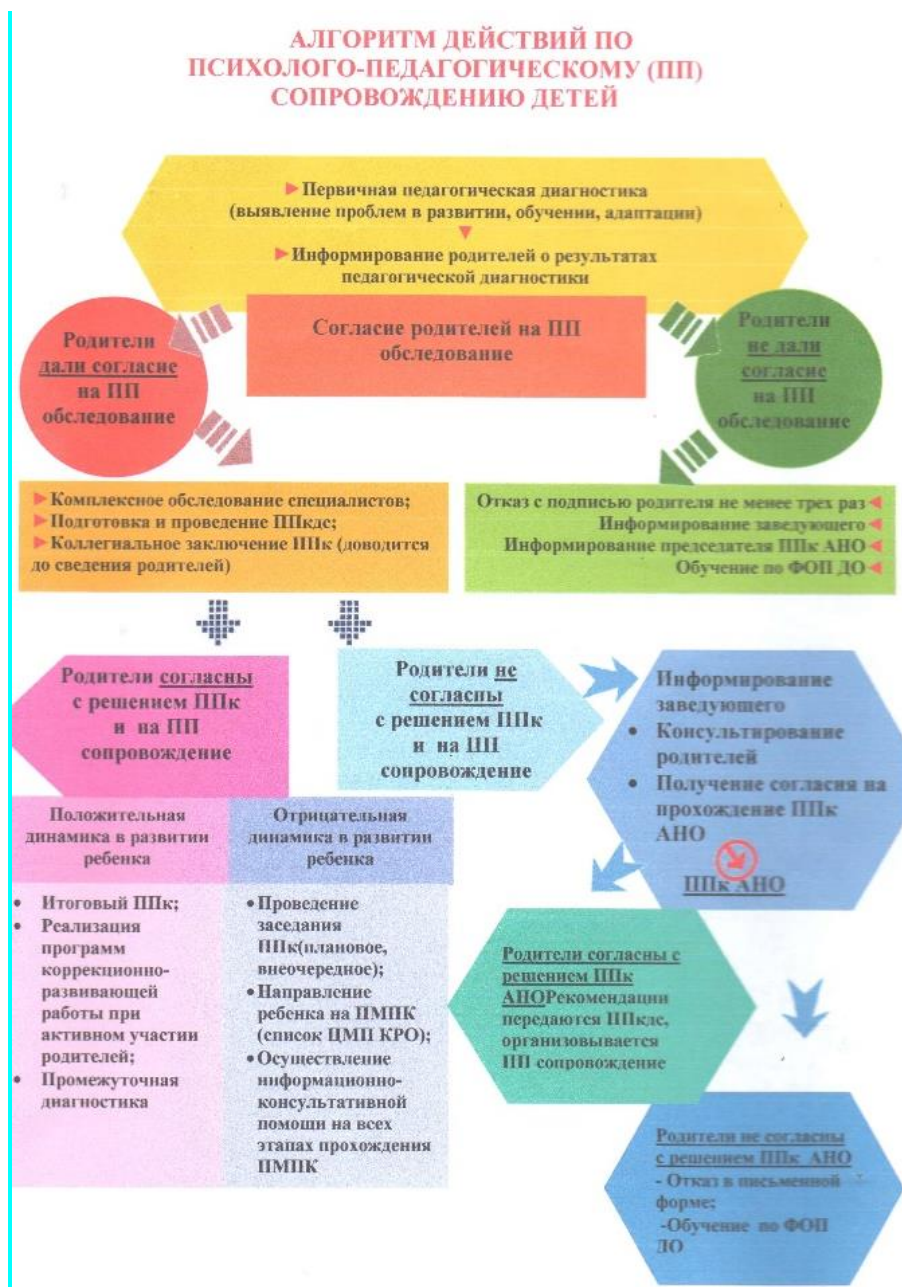 АЛГОРИТМ ДЕЙСТВИЙ ПО
ПСИХОЛОГО-ПЕДАГОГИЧЕСКОМУ (ПП)
СОПРОВОЖДЕНИЮ ДЕТЕЙ
►Первичная педагогическая диагностика
(выявление проблем в развитии, обучении, адаптации)
▼
►Информирование родителей о результатах
педагогической диагностики
Согласие родителей на ПП
обследование
Родители
дали согласие
на ПП
обследование
Родители
не дали
согласие
на ПП
обследование
►Комплексное обследование специалистов;
►Подготовка и проведение ППкдс;
►Коллегиальное заключение ППк (доводится
до сведения родителей)
Отказ с подписью родителя не менее трех раз◄
Информирование заведующего◄
Информирование председателя ППк АНО◄
Обучение по ФОП ДО◄
Родители согласны
с решением ППк
и на ПП
сопровождение
Родители не
согласны
с решением ППк
и на ПП
сопровождение
Информирование
заведующего
• Консультирование
родителей
• Получение согласия на
прохождение ППк
АНО
ППк АНО
Положительная
динамика в развитии
ребенка
Отрицательная
динамика в развитии
ребенка
• Итоговый ППк;
• Реализация
программ
коррекционно-
развивающей
работы при
активном участии
родителей;
• Промежуточная
диагностика
• Проведение
заседания
ППк(плановое,
внеочередное);
• Направление
ребенка на ПМПК
(список ЦМП КРО);
• Осуществление
информационно-
консультативной
помощи на всех
этапах прохождения
ПМПК
Родители согласны с
решением ППк
АНОРекомендации
передаются ППкдс,
организовывается
ПП сопровождение
Родители не согласны
с решением ППк АНО
- Отказ в письменной
форме;
-Обучение по ФОП
ДО